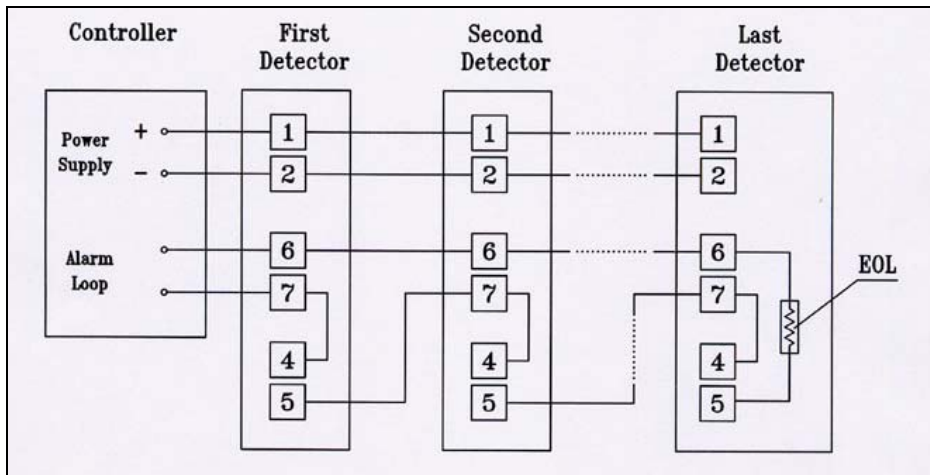 Controller
First
Detector
Second
Detector
Last
Detector
Power
Supply
+
−
Alarm
Loop
1
2
6
7
4
5
1
2
6
7
4
5
1
2
6
7
4
5
EOL